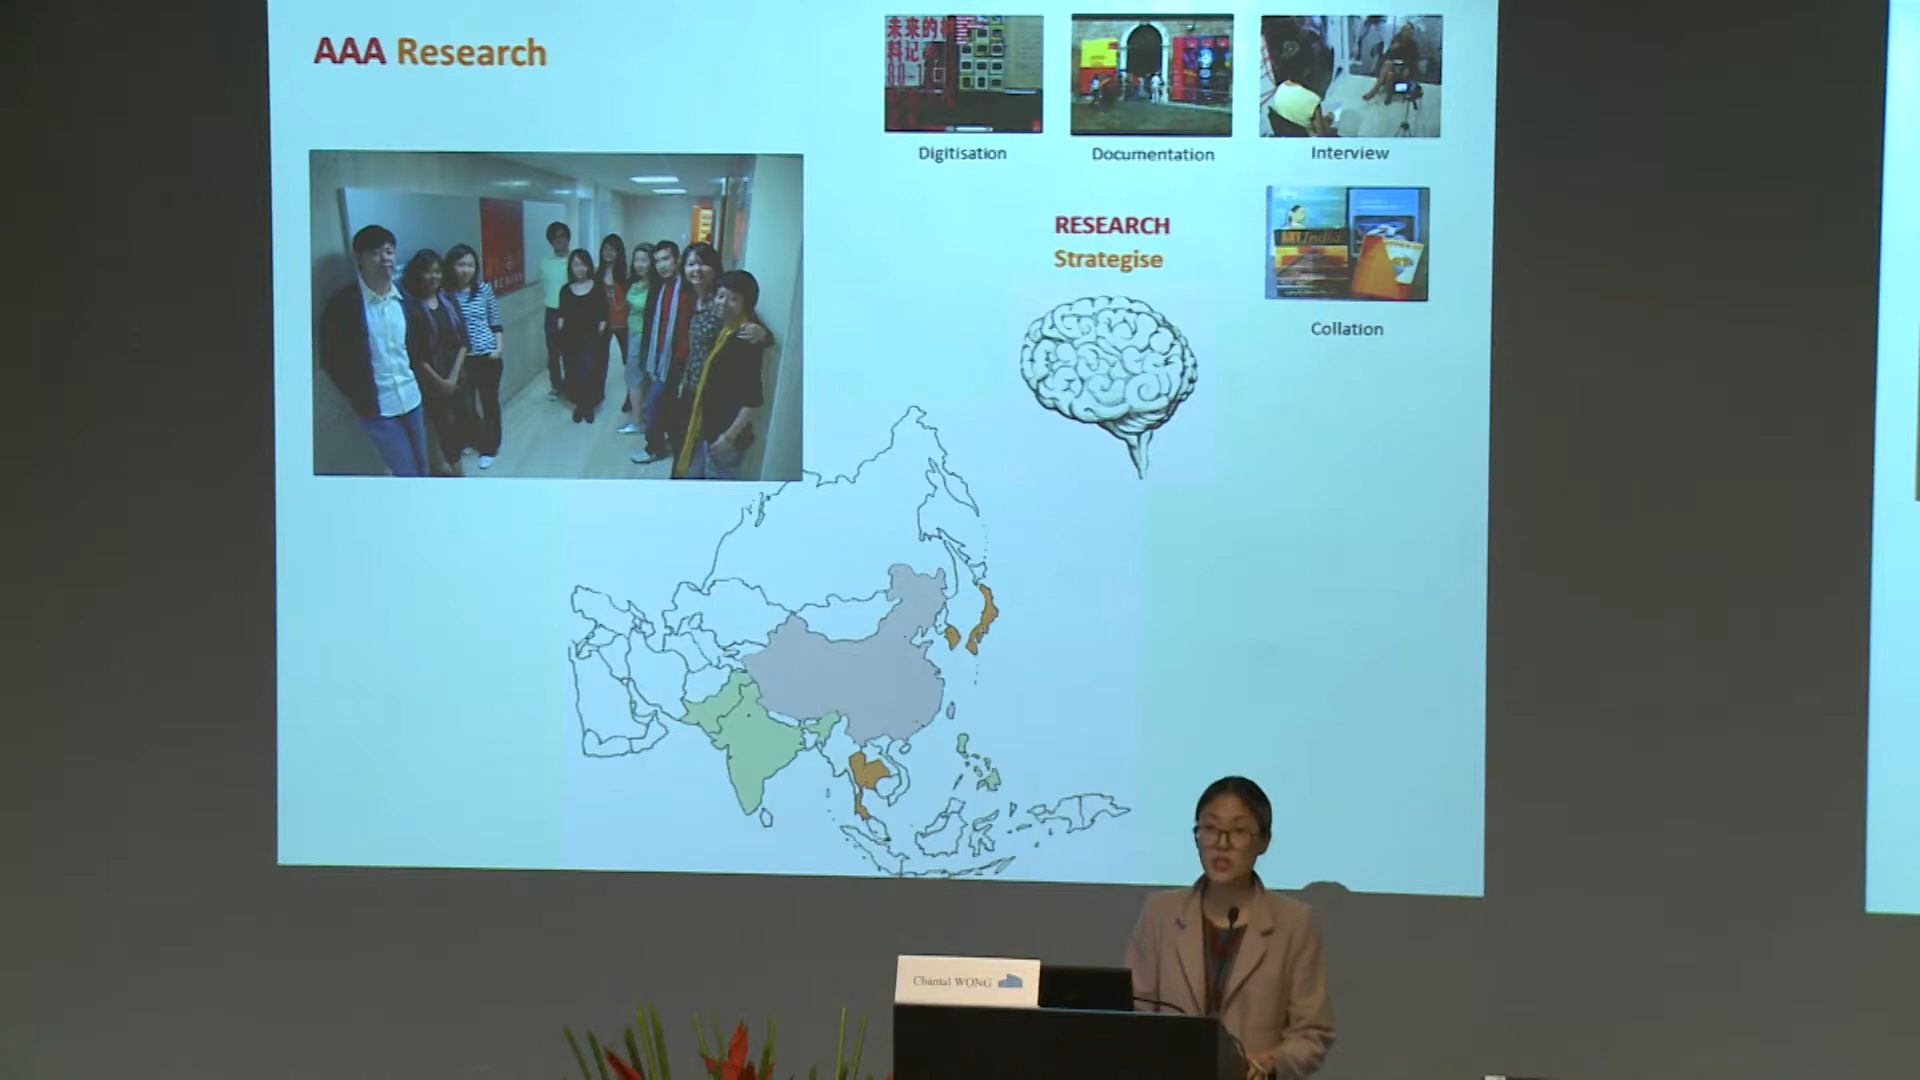 AAA Research
Digitisation
Documentation
Interview
RESEARCH
Strategise
Collation
Chantal WONG